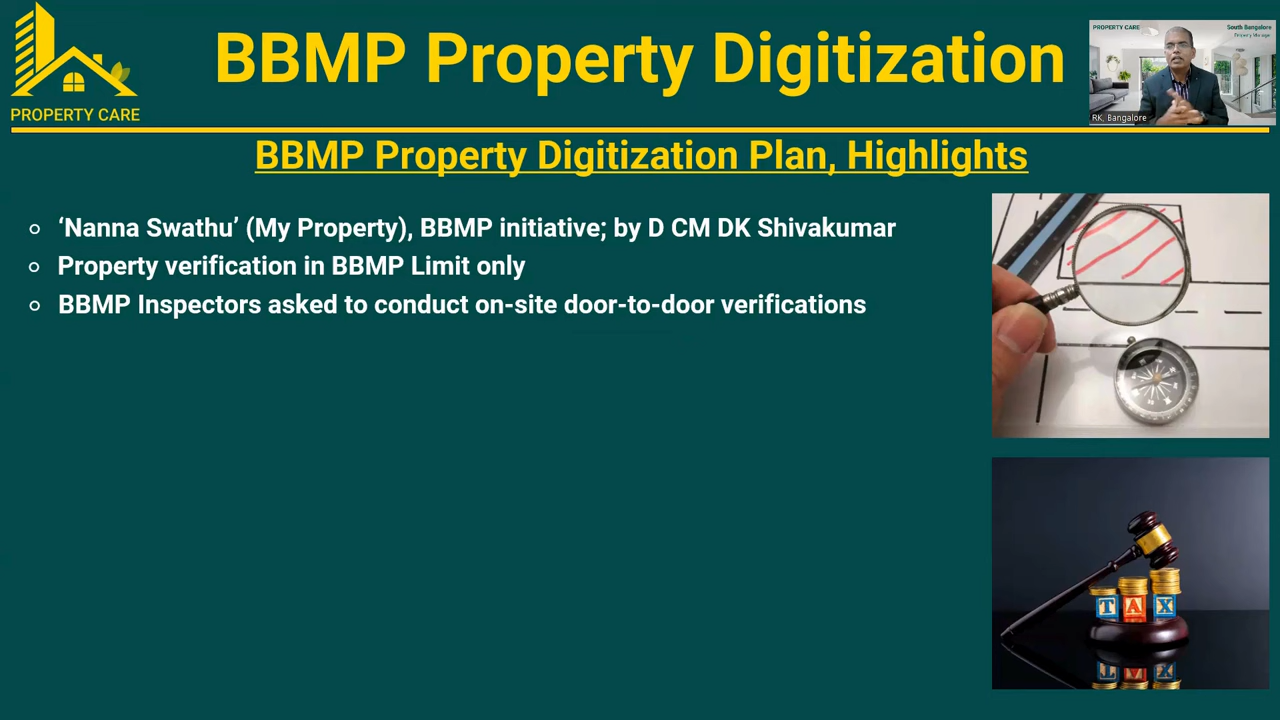 BBMP Property Digitization
PROPERTY CARE
PROPERTY CARE
South Bangalore
Property Manager
RK, Bangalore
BBMP Property Digitization Plan, Highlights
‘Nanna Swathu’ (My Property), BBMP initiative; by D CM DK Shivakumar
Property verification in BBMP Limit only
BBMP Inspectors asked to conduct on-site door-to-door verifications
TAX